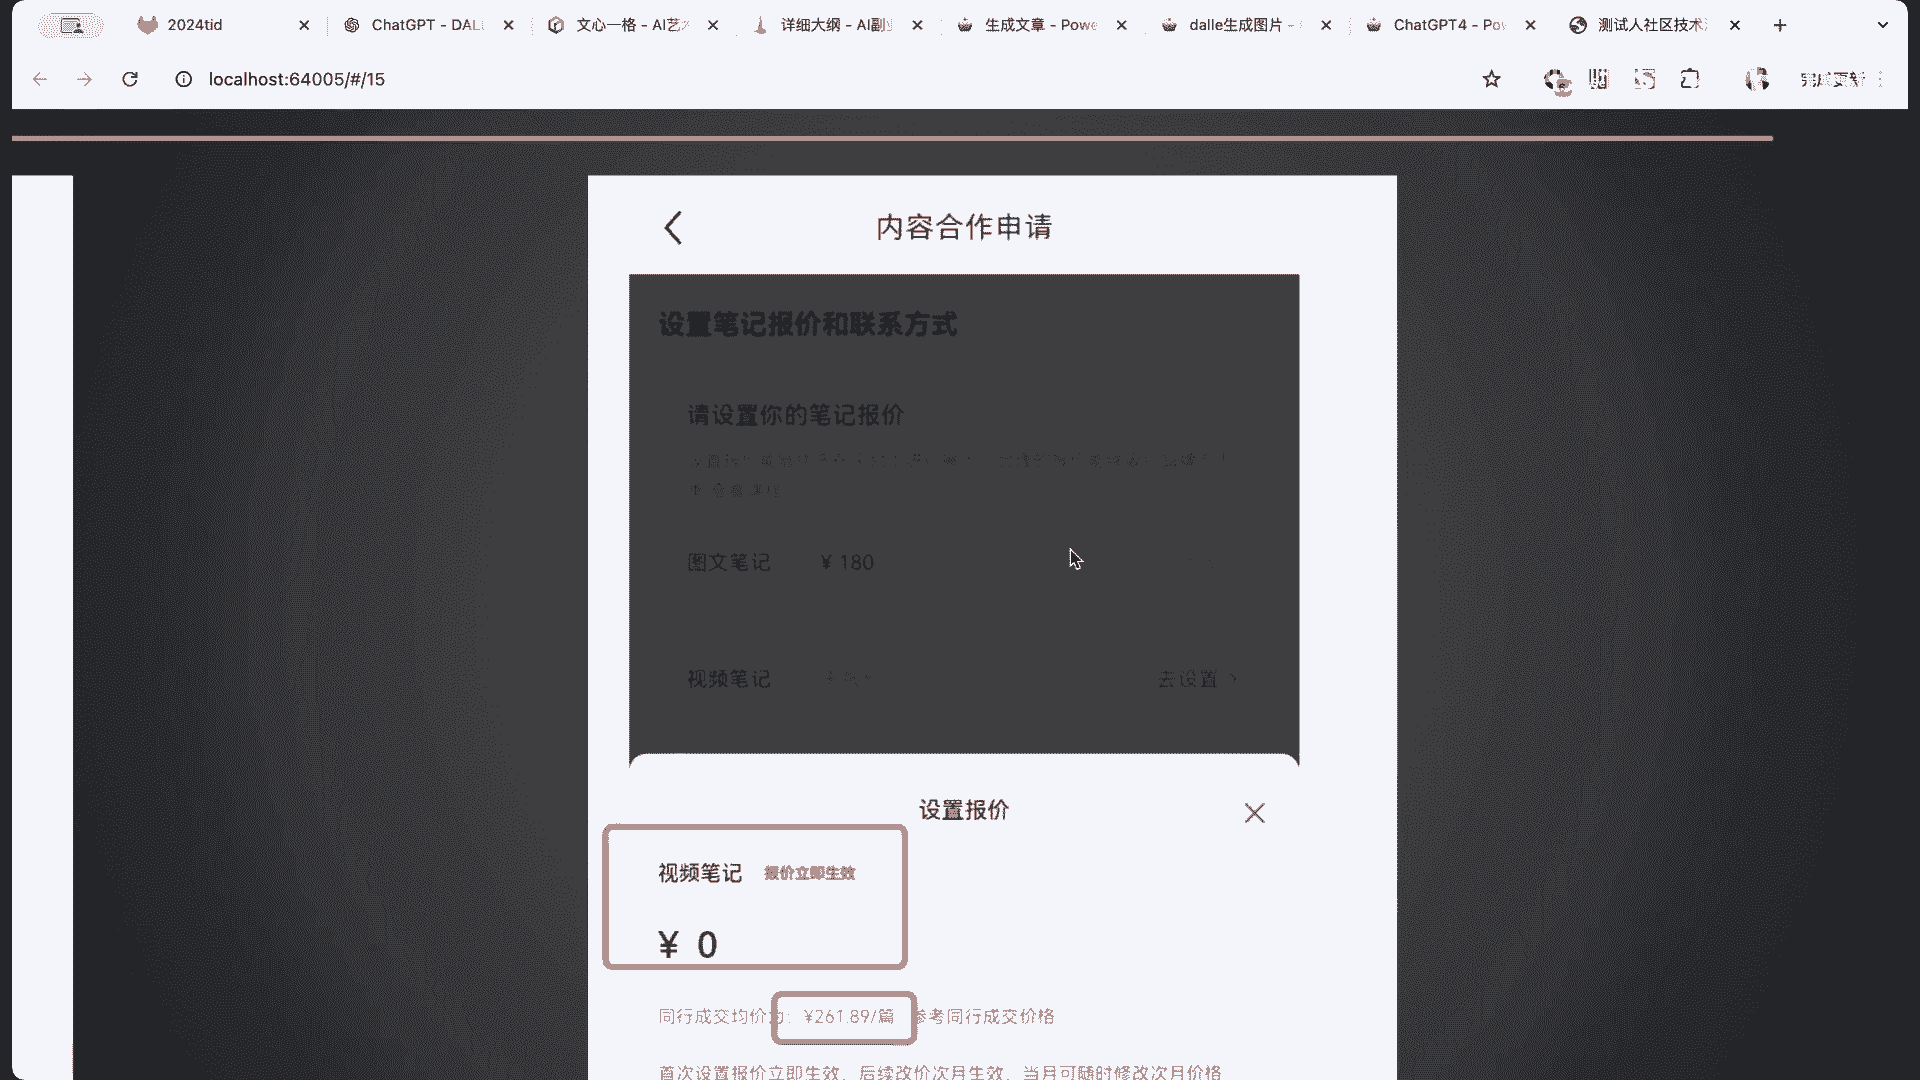 2024tid
ChatGPT - DALL
文心一格 - AI艺
详细大纲 - AI副
生成文章 - Powe
dalle生成图片 -
ChatGPT4 - Po
测试人社区技术
localhost:64005/#/15
完成更新
内容合作申请
设置笔记报价和联系方式
请设置你的笔记报价
图文笔记 ¥ 180
视频笔记 去设置
设置报价
视频笔记 报价立即生效
¥ 0
同行成交均价为：¥261.89/篇 参考同行成交价格
首次设置报价立即生效，后续改价次月生效，当月可随时修改次月价格